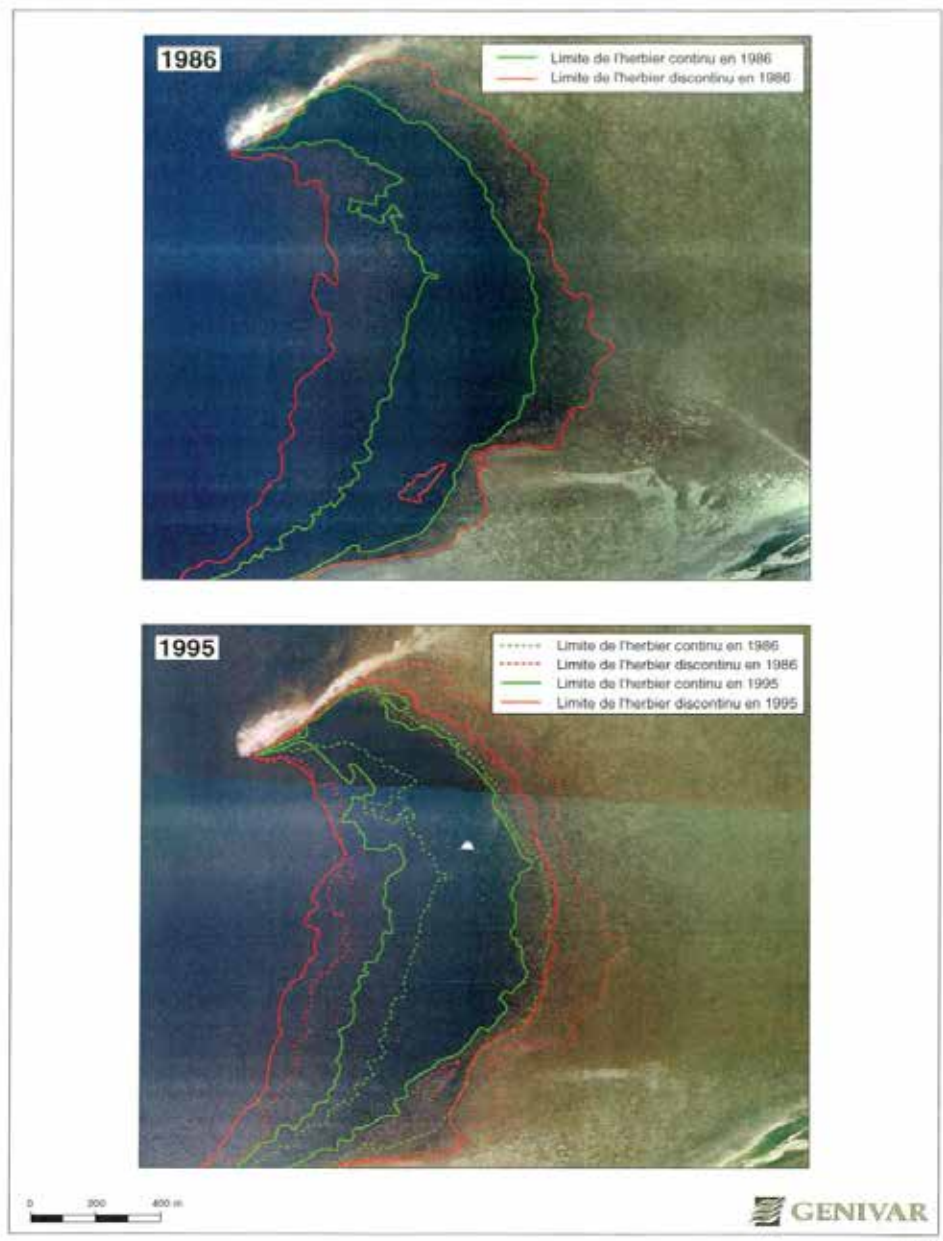 1986
Limite de l'herbier continu en 1986
Limite de l'herbier discontinu en 1986
1995
Limite de l'herbier continu en 1986
Limite de l'herbier discontinu en 1986
Limite de l'herbier continu en 1995
Limite de l'herbier discontinu en 1995
0 200 400 m
GENIVAR